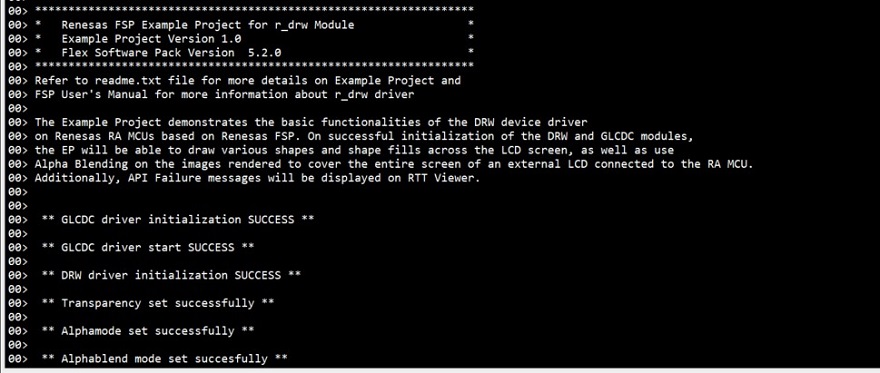 00> ********************************************************************
00> *   Renesas FSP Example Project for r_drw Module                  *
00> *   Example Project Version 1.0                                   *
00> *   Flex Software Pack Version  5.2.0                             *
00> ********************************************************************
00> Refer to readme.txt file for more details on Example Project and
00> FSP User's Manual for more information about r_drw driver
00>
00> The Example Project demonstrates the basic functionalities of the DRW device driver
00> on Renesas RA MCUs based on Renesas FSP. On successful initialization of the DRW and GLCDC modules,
00> the EP will be able to draw various shapes and shape fills across the LCD screen, as well as use
00> Alpha Blending on the images rendered to cover the entire screen of an external LCD connected to the RA MCU.
00> Additionally, API Failure messages will be displayed on RTT Viewer.
00>
00>
00>  ** GLCDC driver initialization SUCCESS **
00>
00>  ** GLCDC driver start SUCCESS **
00>
00>  ** DRW driver initialization SUCCESS **
00>
00>  ** Transparency set successfully **
00>
00>  ** Alphamode set successfully **
00>
00>  ** Alphablend mode set succesfully **